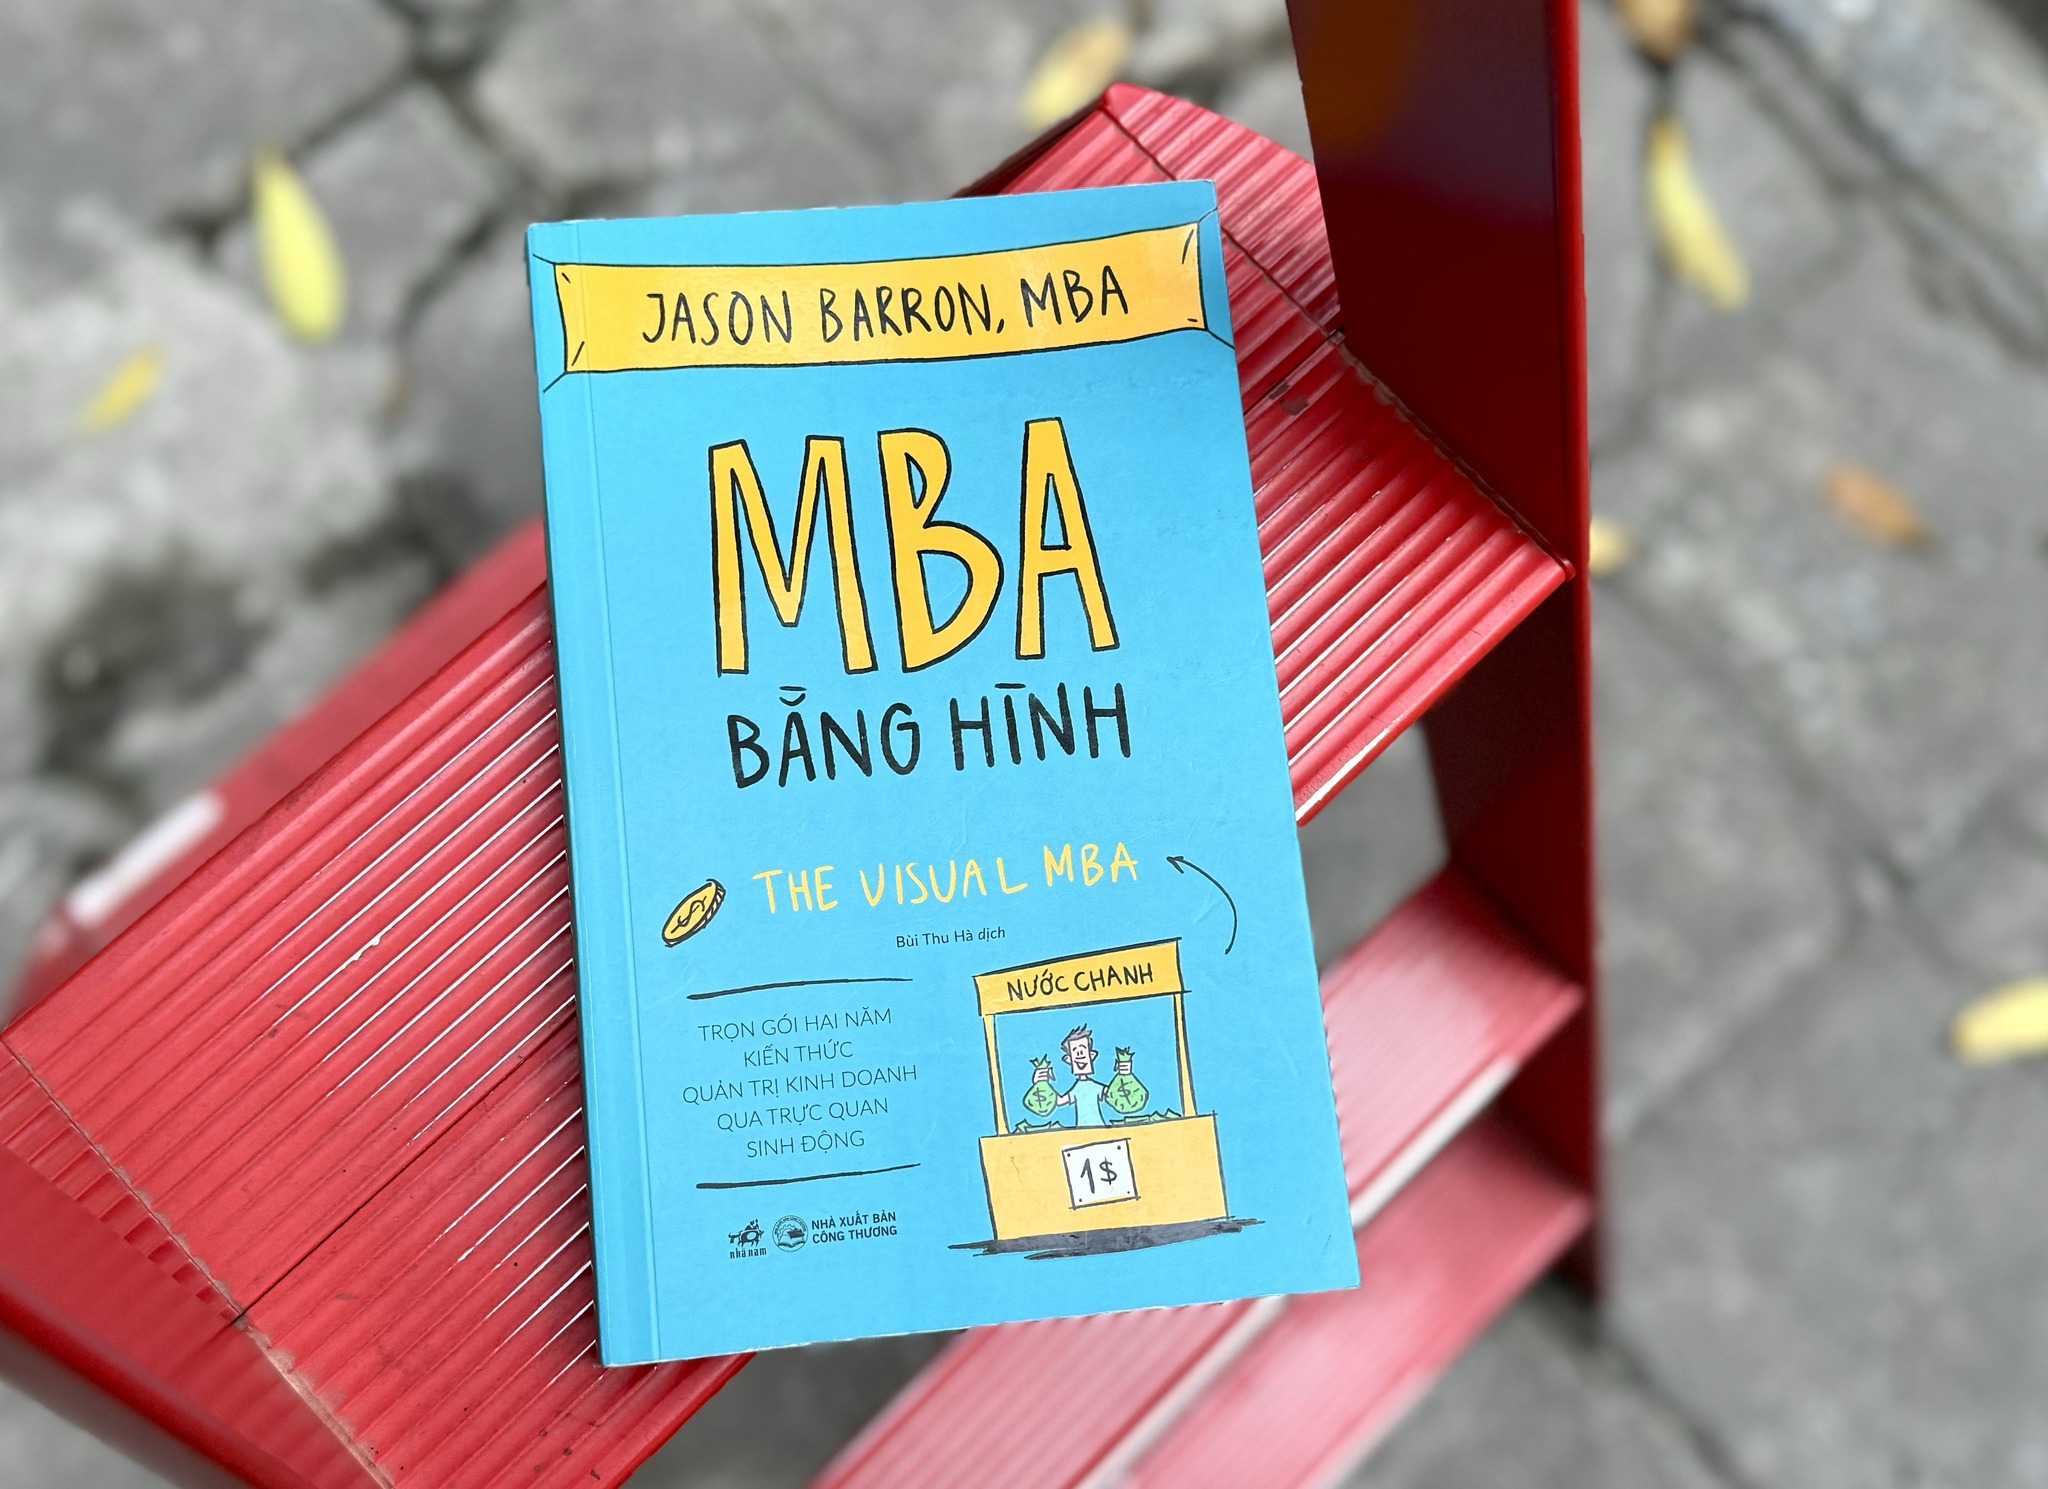 JASON BARRON, MBA
MBA
BẰNG HÌNH
THE VISUAL MBA
Bùi Thu Hà dịch
NƯỚC CHANH
TRỌN GÓI HAI NĂM
KIẾN THỨC
QUẢN TRỊ KINH DOANH
QUA TRỰC QUAN
SINH ĐỘNG
$ $
1$
nhã nam
NHÀ XUẤT BẢN
CÔNG THƯƠNG